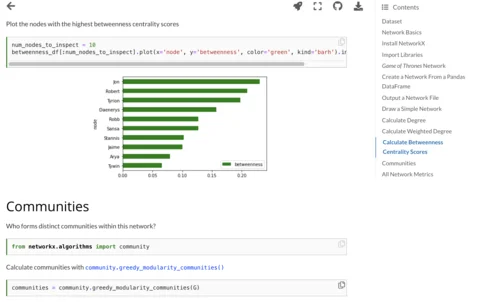 Contents
Plot the nodes with the highest betweenness centrality scores
num_nodes_to_inspect = 10
betweenness_df[:num_nodes_to_inspect].plot(x='node', y='betweenness', color='green', kind='barh').i
node
Jon
Robert
Tyrion
Daenerys
Robb
Sansa
Stannis
Jaime
Arya
Tywin
betweenness
0.00 0.05 0.10 0.15 0.20
Communities
Who forms distinct communities within this network?
from networkx.algorithms import community
Calculate communities with community.greedy_modularity_communities()
communities = community.greedy_modularity_communities(G)
Dataset
Network Basics
Install NetworkX
Import Libraries
Game of Thrones Network
Create a Network From a Pandas
DataFrame
Output a Network File
Draw a Simple Network
Calculate Degree
Calculate Weighted Degree
Calculate Betweenness
Centrality Scores
Communities
All Network Metrics